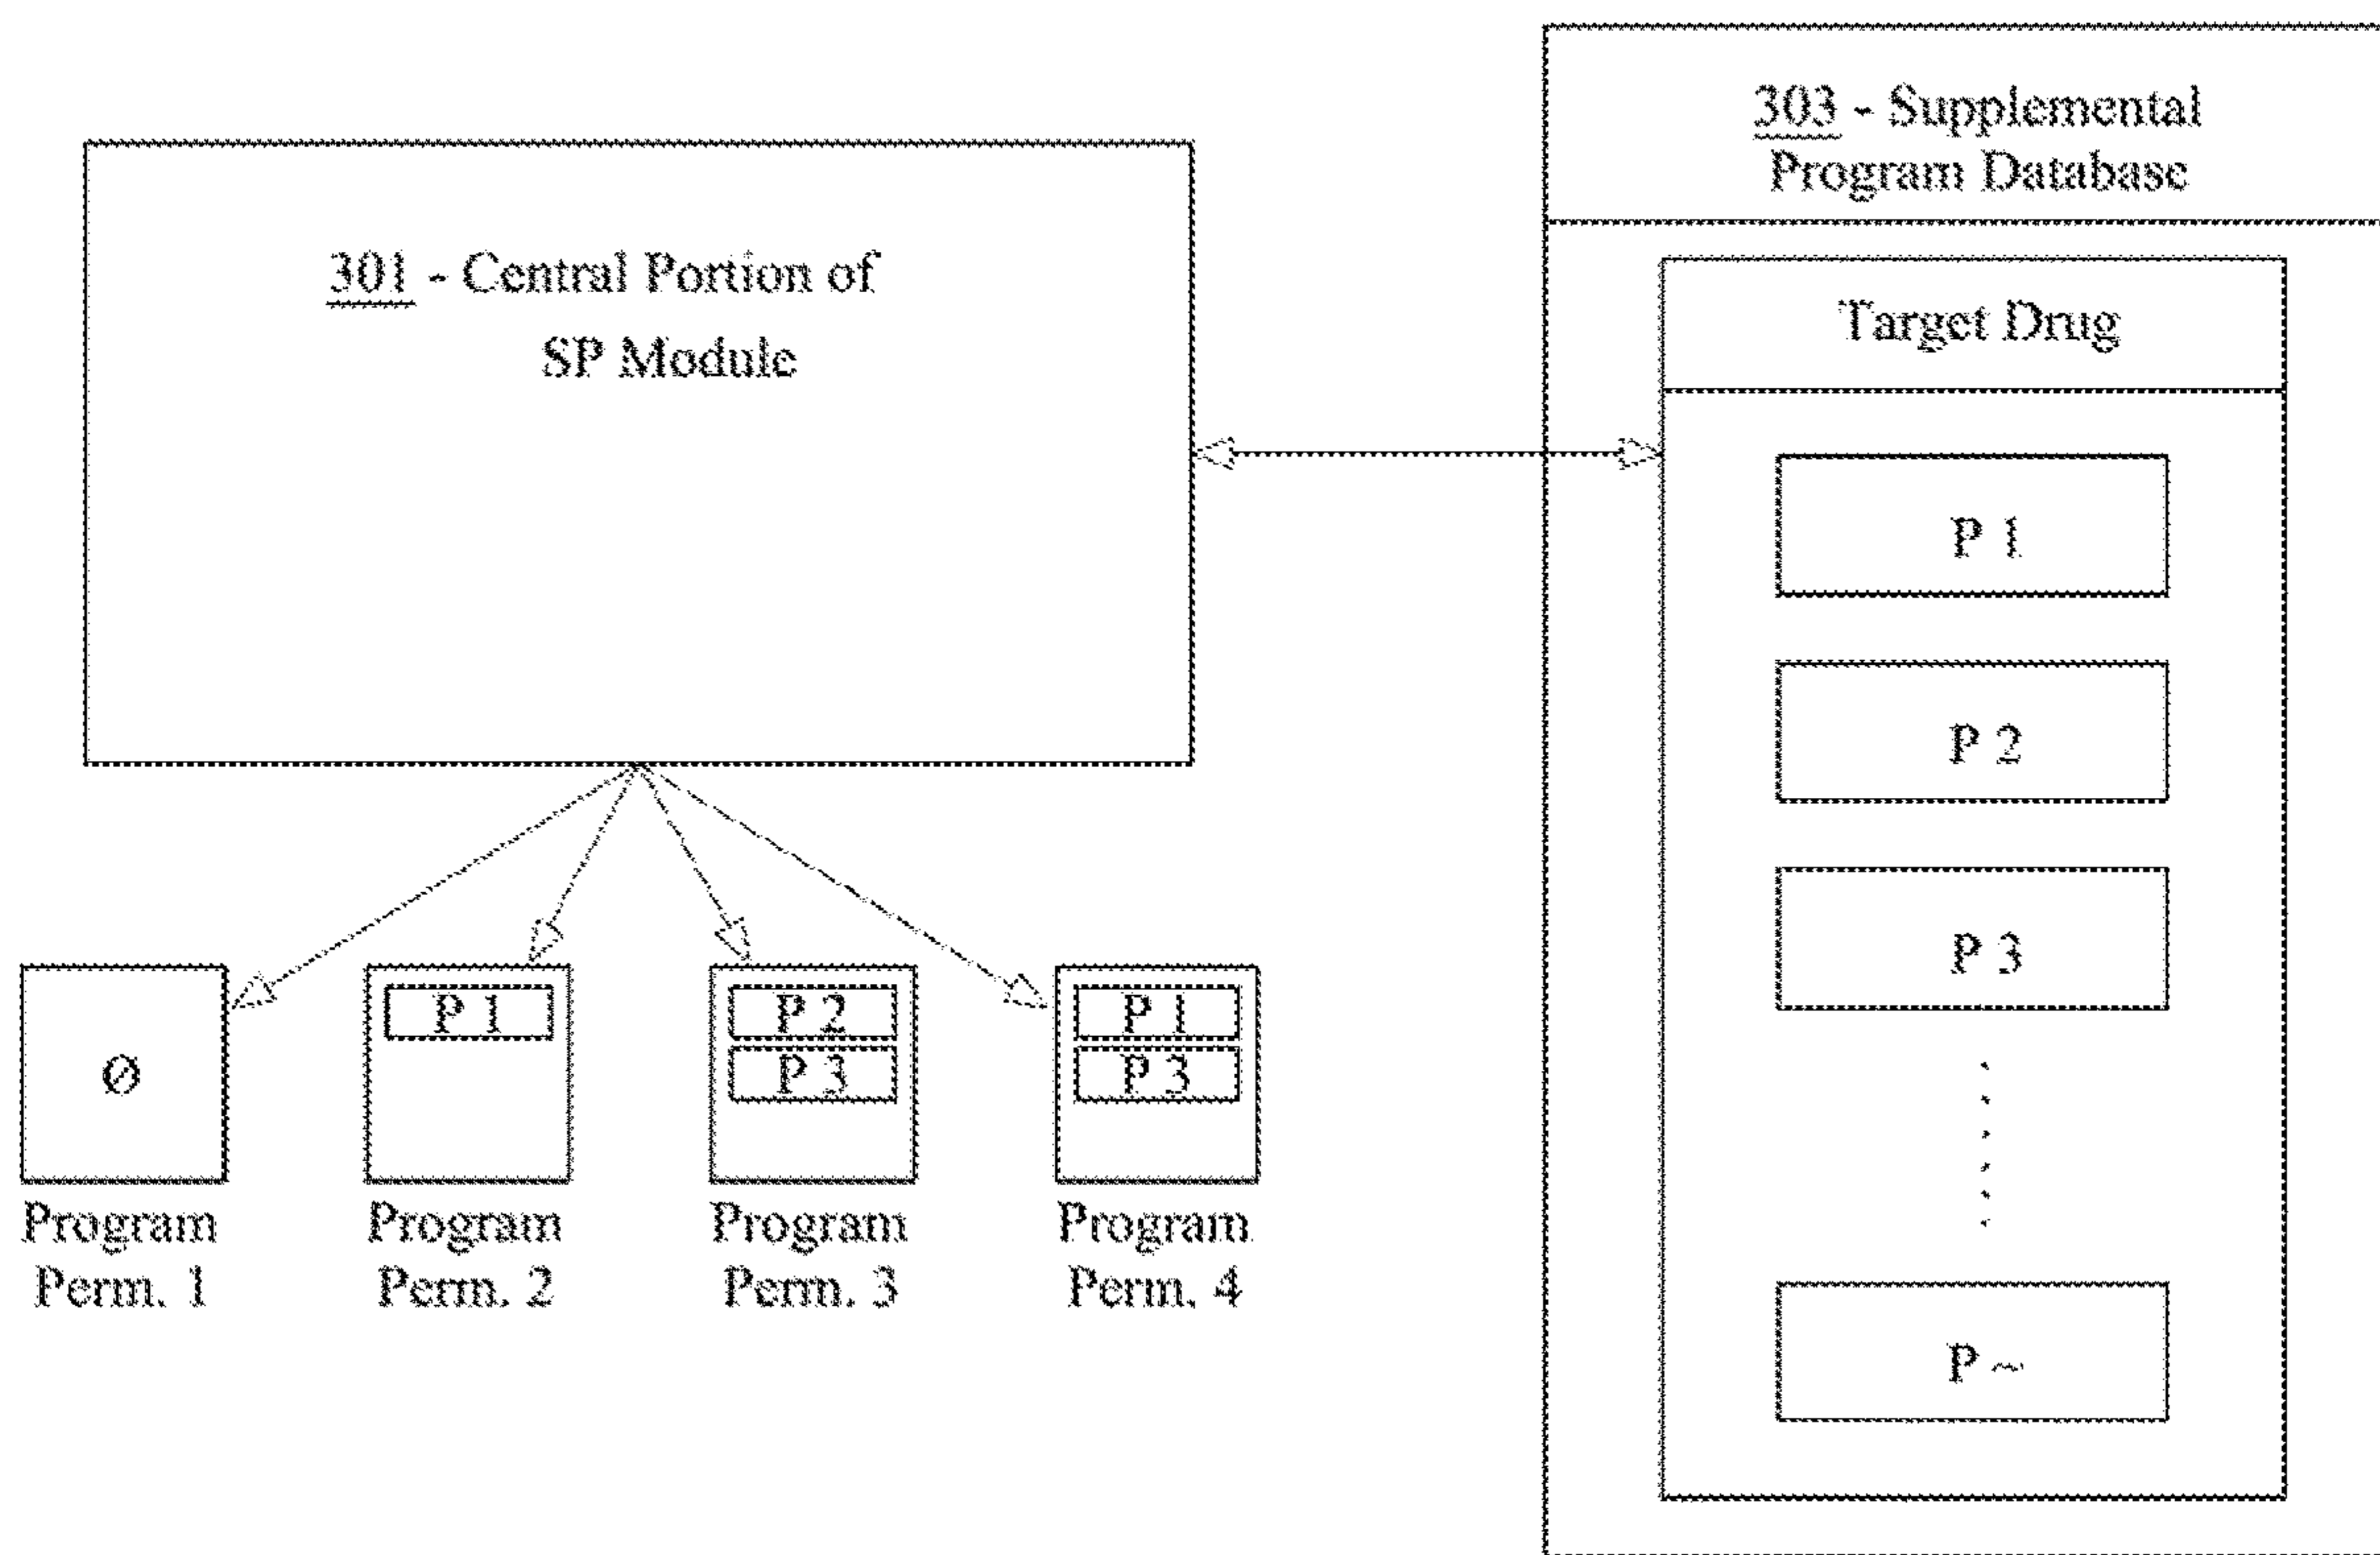 303 - Supplemental
Program Database
301 - Central Portion of
SP Module
Target Drug
P 1
P 2
P 3
P ~
Ø
P 1
P 2
P 3
P 1
P 3
Program
Perm. 1
Program
Perm. 2
Program
Perm. 3
Program
Perm. 4